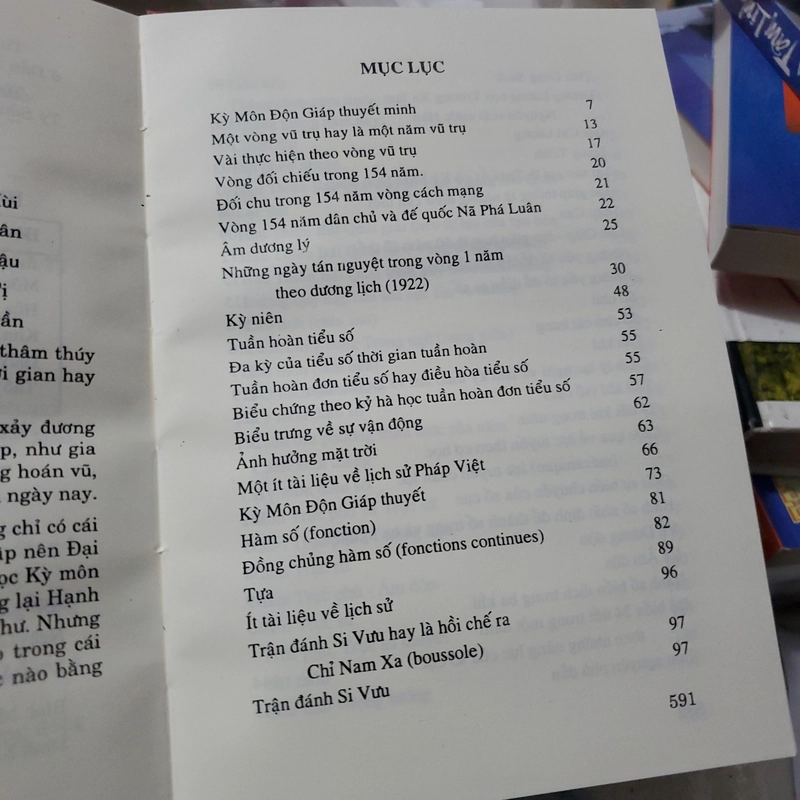 ùi
ân
ậu
ị
ần
thâm thúy
i gian hay
xảy đương
p, như gia
g hoán vũ,
ngày nay.
g chỉ có cái
ập nên Đại
ọc Kỳ môn
g lại Hạnh
hư. Nhưng
trong cái
nào bằng
MỤC LỤC
Kỳ Môn Độn Giáp thuyết minh 7
Một vòng vũ trụ hay là một năm vũ trụ 13
Vài thực hiện theo vòng vũ trụ 17
Vòng đối chiếu trong 154 năm. 20
Đối chu trong 154 năm vòng cách mạng 21
Vòng 154 năm dân chủ và đế quốc Nã Phá Luân 22
Âm dương lý 25
Những ngày tán nguyệt trong vòng 1 năm
theo dương lịch (1922) 30
Kỳ niên 48
Tuần hoàn tiểu số 53
Đa kỳ của tiểu số thời gian tuần hoàn 55
Tuần hoàn đơn tiểu số hay điều hòa tiểu số 55
Biểu chứng theo kỷ hà học tuần hoàn đơn tiểu số 57
Biểu trưng về sự vận động 62
Ảnh hưởng mặt trời 63
Một ít tài liệu về lịch sử Pháp Việt 66
Kỳ Môn Độn Giáp thuyết 73
Hàm số (fonction) 81
Đồng chủng hàm số (fonctions continues) 82
Tựa 89
Ít tài liệu về lịch sử 96
Trận đánh Si Vưu hay là hồi chế ra
Chỉ Nam Xa (boussole) 97
Trận đánh Si Vưu 97
591